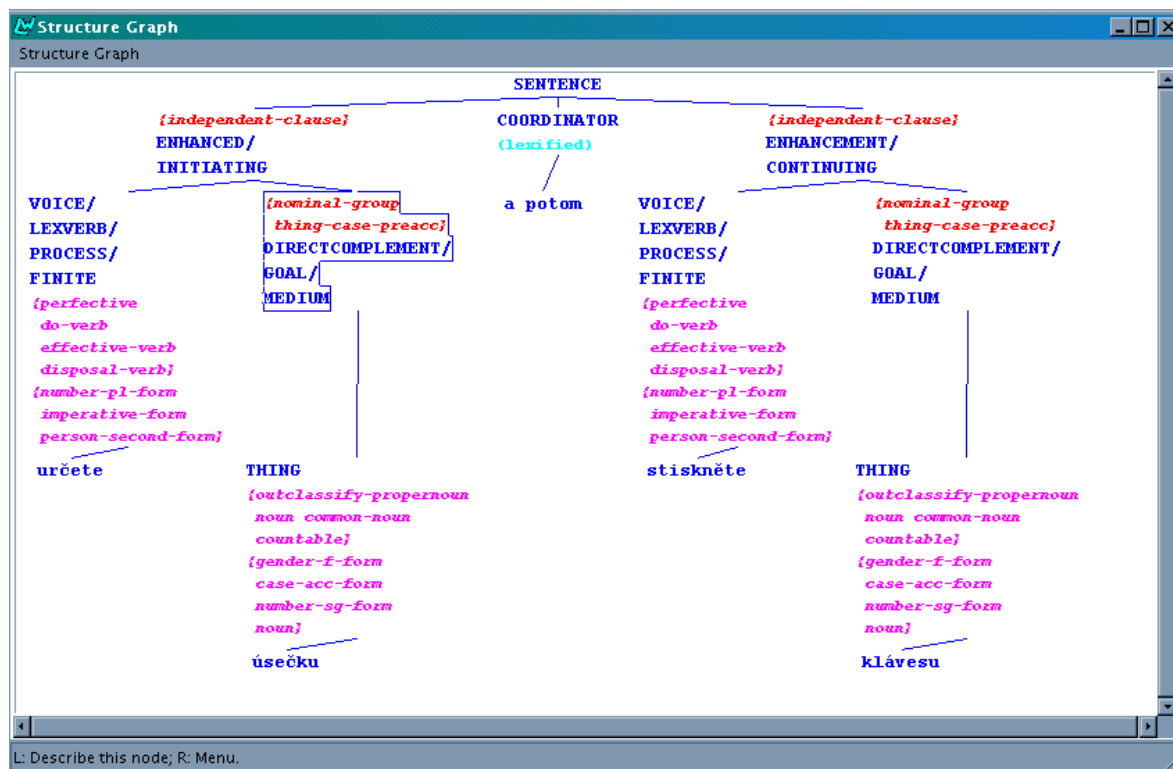 Structure Graph
Structure Graph
SENTENCE
{independent-clause}
ENHANCED/
INITIATING
COORDINATOR
(lexified)
{independent-clause}
ENHANCEMENT/
CONTINUING
VOICE/
LEXVERB/
PROCESS/
FINITE
{perfective
do-verb
effective-verb
disposal-verb}
{number-pl-form
imperative-form
person-second-form}
určete
{nominal-group
thing-case-preacc}
DIRECTCOMPLEMENT/
GOAL/
MEDIUM
THING
{outclassify-propernoun
noun common-noun
countable}
{gender-f-form
case-acc-form
number-sg-form
noun}
úsečku
a potom
VOICE/
LEXVERB/
PROCESS/
FINITE
{perfective
do-verb
effective-verb
disposal-verb}
{number-pl-form
imperative-form
person-second-form}
stiskněte
{nominal-group
thing-case-preacc}
DIRECTCOMPLEMENT/
GOAL/
MEDIUM
THING
{outclassify-propernoun
noun common-noun
countable}
{gender-f-form
case-acc-form
number-sg-form
noun}
klávesu
L: Describe this node; R: Menu.